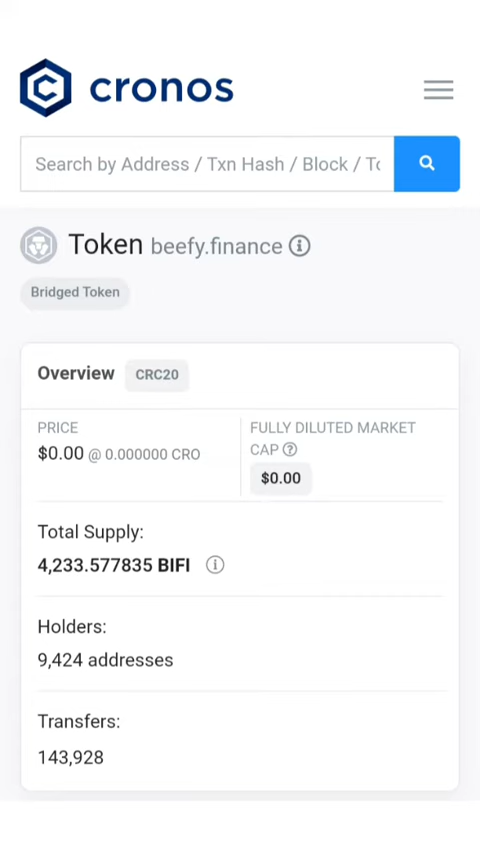 cronos
Search by Address / Txn Hash / Block / To
Token beefy.finance
Bridged Token
Overview CRC20
PRICE
$0.00 @ 0.000000 CRO
FULLY DILUTED MARKET
CAP
$0.00
Total Supply:
4,233.577835 BIFI
Holders:
9,424 addresses
Transfers:
143,928